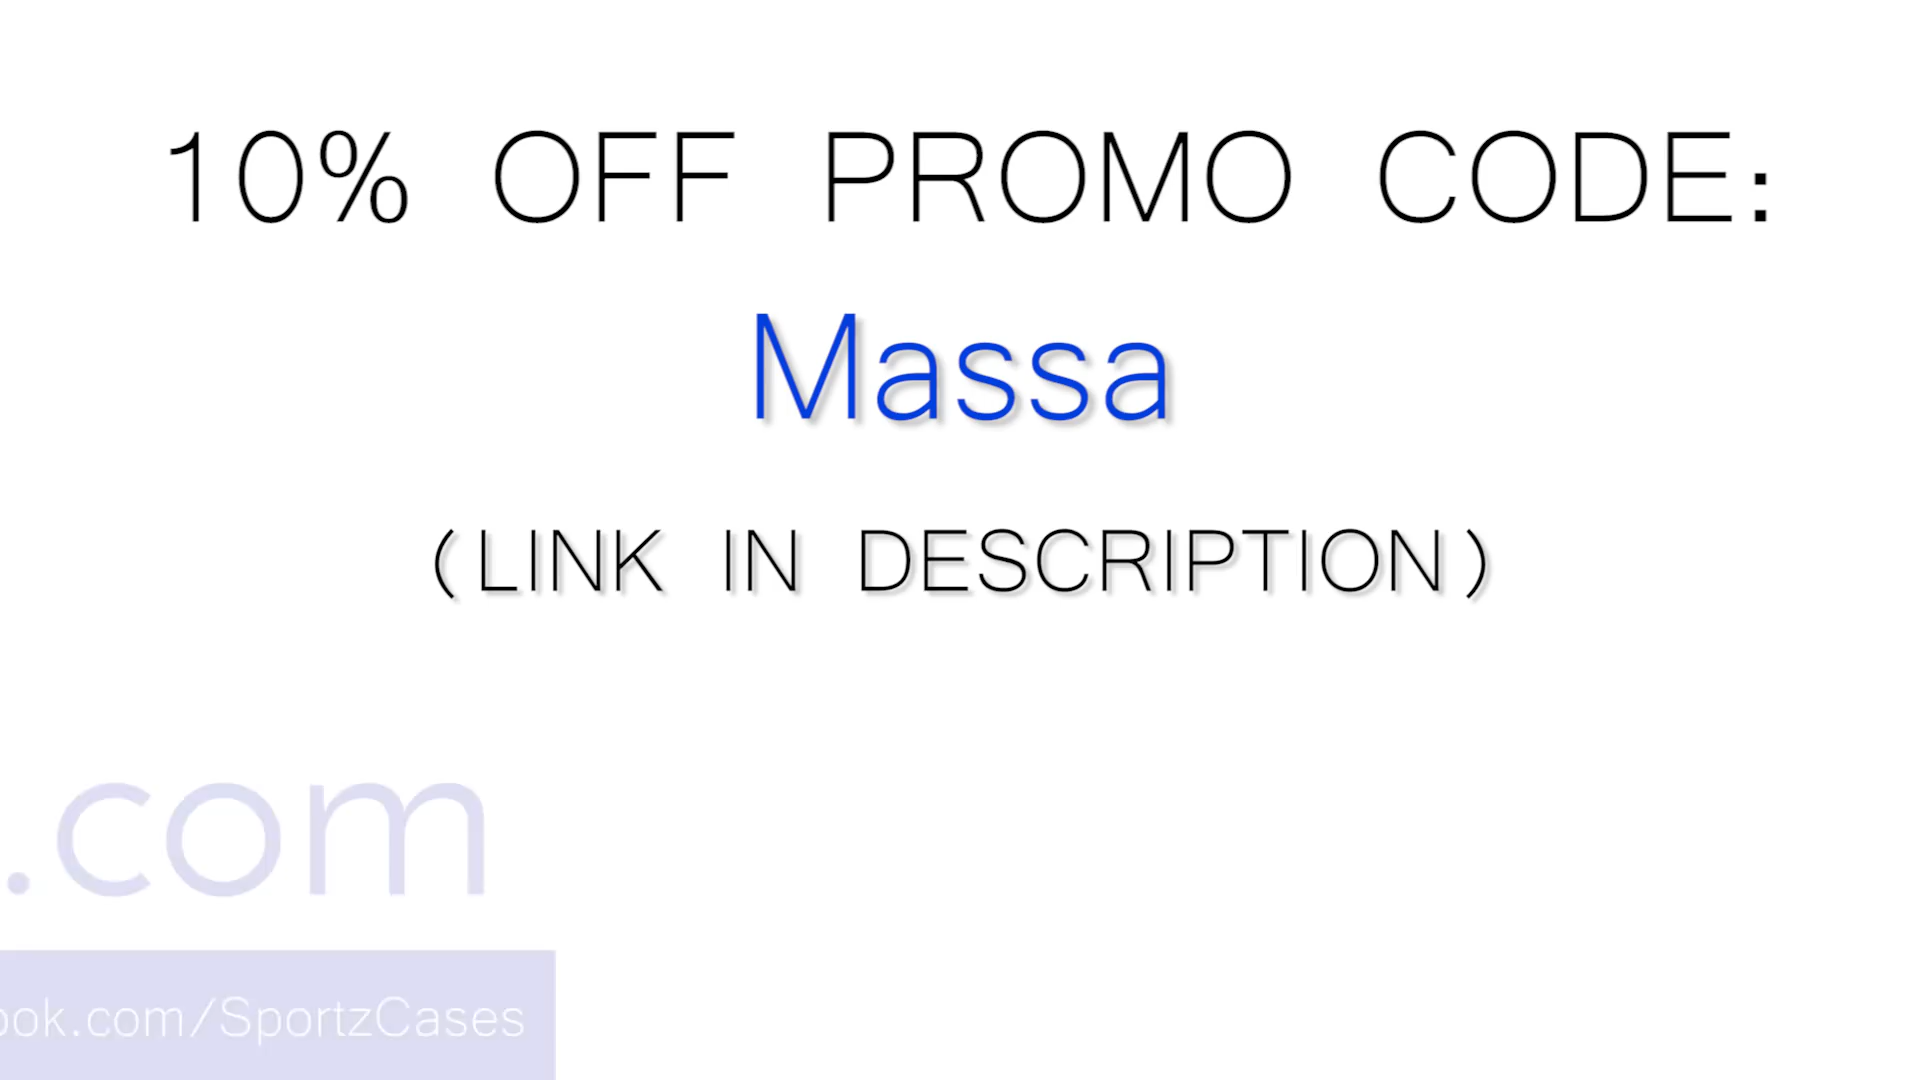 10% OFF PROMO CODE:
Massa
(LINK IN DESCRIPTION)
.com
ook.com/SportzCases